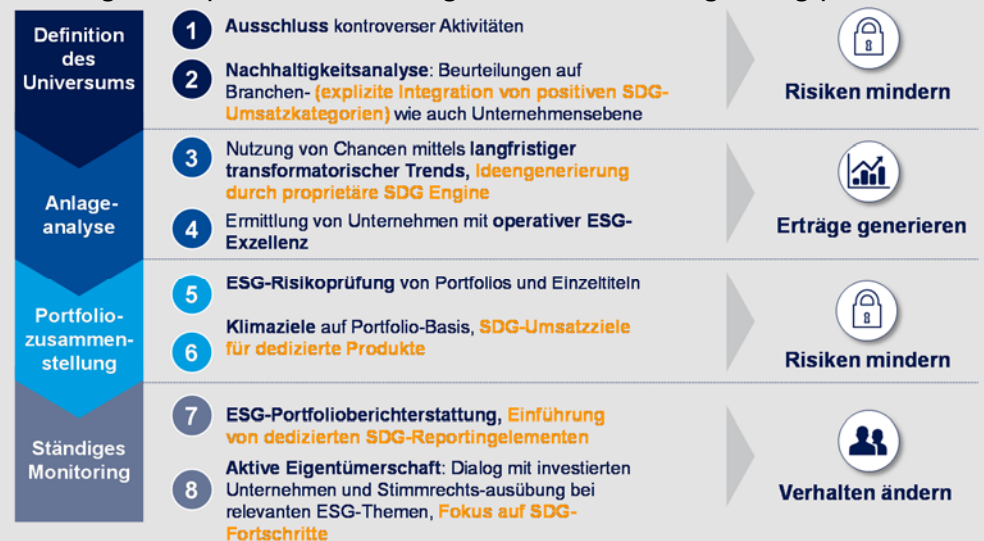 Definition
des
Universums
1
Ausschluss kontroverser Aktivitäten
2
Nachhaltigkeitsanalyse: Beurteilungen auf
Branchen- (explizite Integration von positiven SDG-
Umsatzkategorien) wie auch Unternehmensebene
Risiken mindern
Anlage-
analyse
3
Nutzung von Chancen mittels langfristiger
transformatorischer Trends, Ideengenerierung
durch proprietäre SDG Engine
4
Ermittlung von Unternehmen mit operativer ESG-
Exzellenz
Erträge generieren
Portfolio-
zusammen-
stellung
5
ESG-Risikoprüfung von Portfolios und Einzeltiteln
6
Klimaziele auf Portfolio-Basis, SDG-Umsatzziele
für dedizierte Produkte
Risiken mindern
Ständiges
Monitoring
7
ESG-Portfolioberichterstattung, Einführung
von dedizierten SDG-Reportingelementen
8
Aktive Eigentümerschaft: Dialog mit investierten
Unternehmen und Stimmrechts-ausübung bei
relevanten ESG-Themen, Fokus auf SDG-
Fortschritte
Verhalten ändern